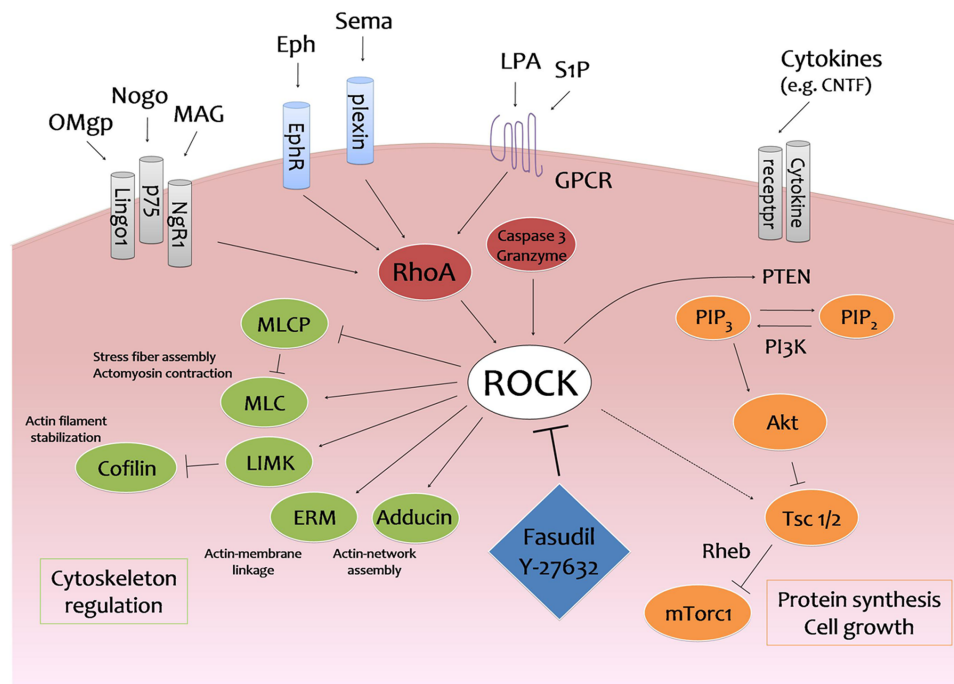 Sema
Eph
LPA
S1P
Cytokines
(e.g. CNTF)
Nogo
OMgp
MAG
EphR
plexin
Lingo1
p75
NgR1
GPCR
receptpr
Cytokine
Caspase 3
Granzyme
RhoA
PTEN
MLCP
PIP3
PIP2
PI3K
Stress fiber assembly
Actomyosin contraction
ROCK
MLC
Akt
Actin filament
stabilization
Cofilin
LIMK
ERM
Adducin
Tsc 1/2
Fasudil
Y-27632
Actin-membrane
linkage
Actin-network
assembly
Rheb
Cytoskeleton
regulation
mTorc1
Protein synthesis
Cell growth